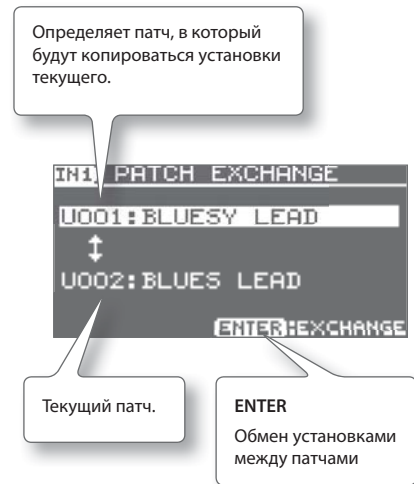 Определяет патч, в который
будут копироваться установки
текущего.
IN1 PATCH EXCHANGE
U001:BLUESY LEAD
U002:BLUES LEAD
ENTER:EXCHANGE
Текущий патч.
ENTER
Обмен установками
между патчами